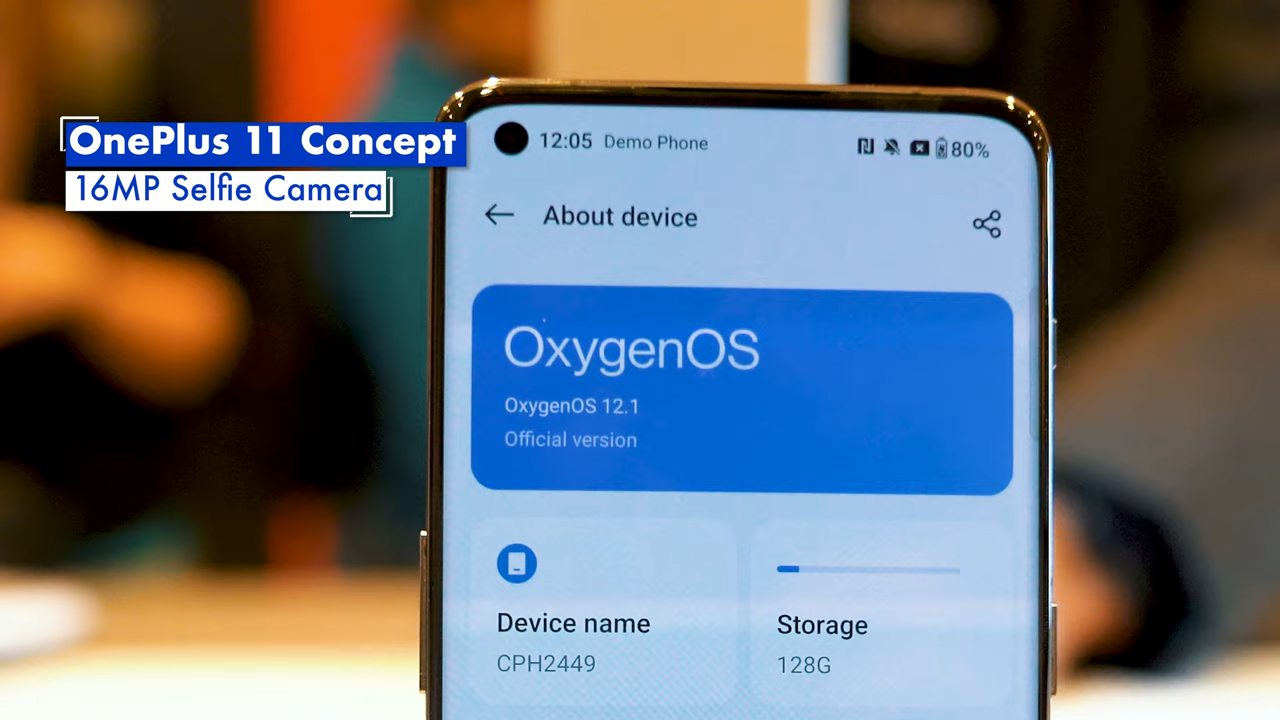 OnePlus 11 Concept
16MP Selfie Camera
12:05 Demo Phone 80%
About device
OxygenOS
OxygenOS 12.1
Official version
Device name
CPH2449
Storage
128G